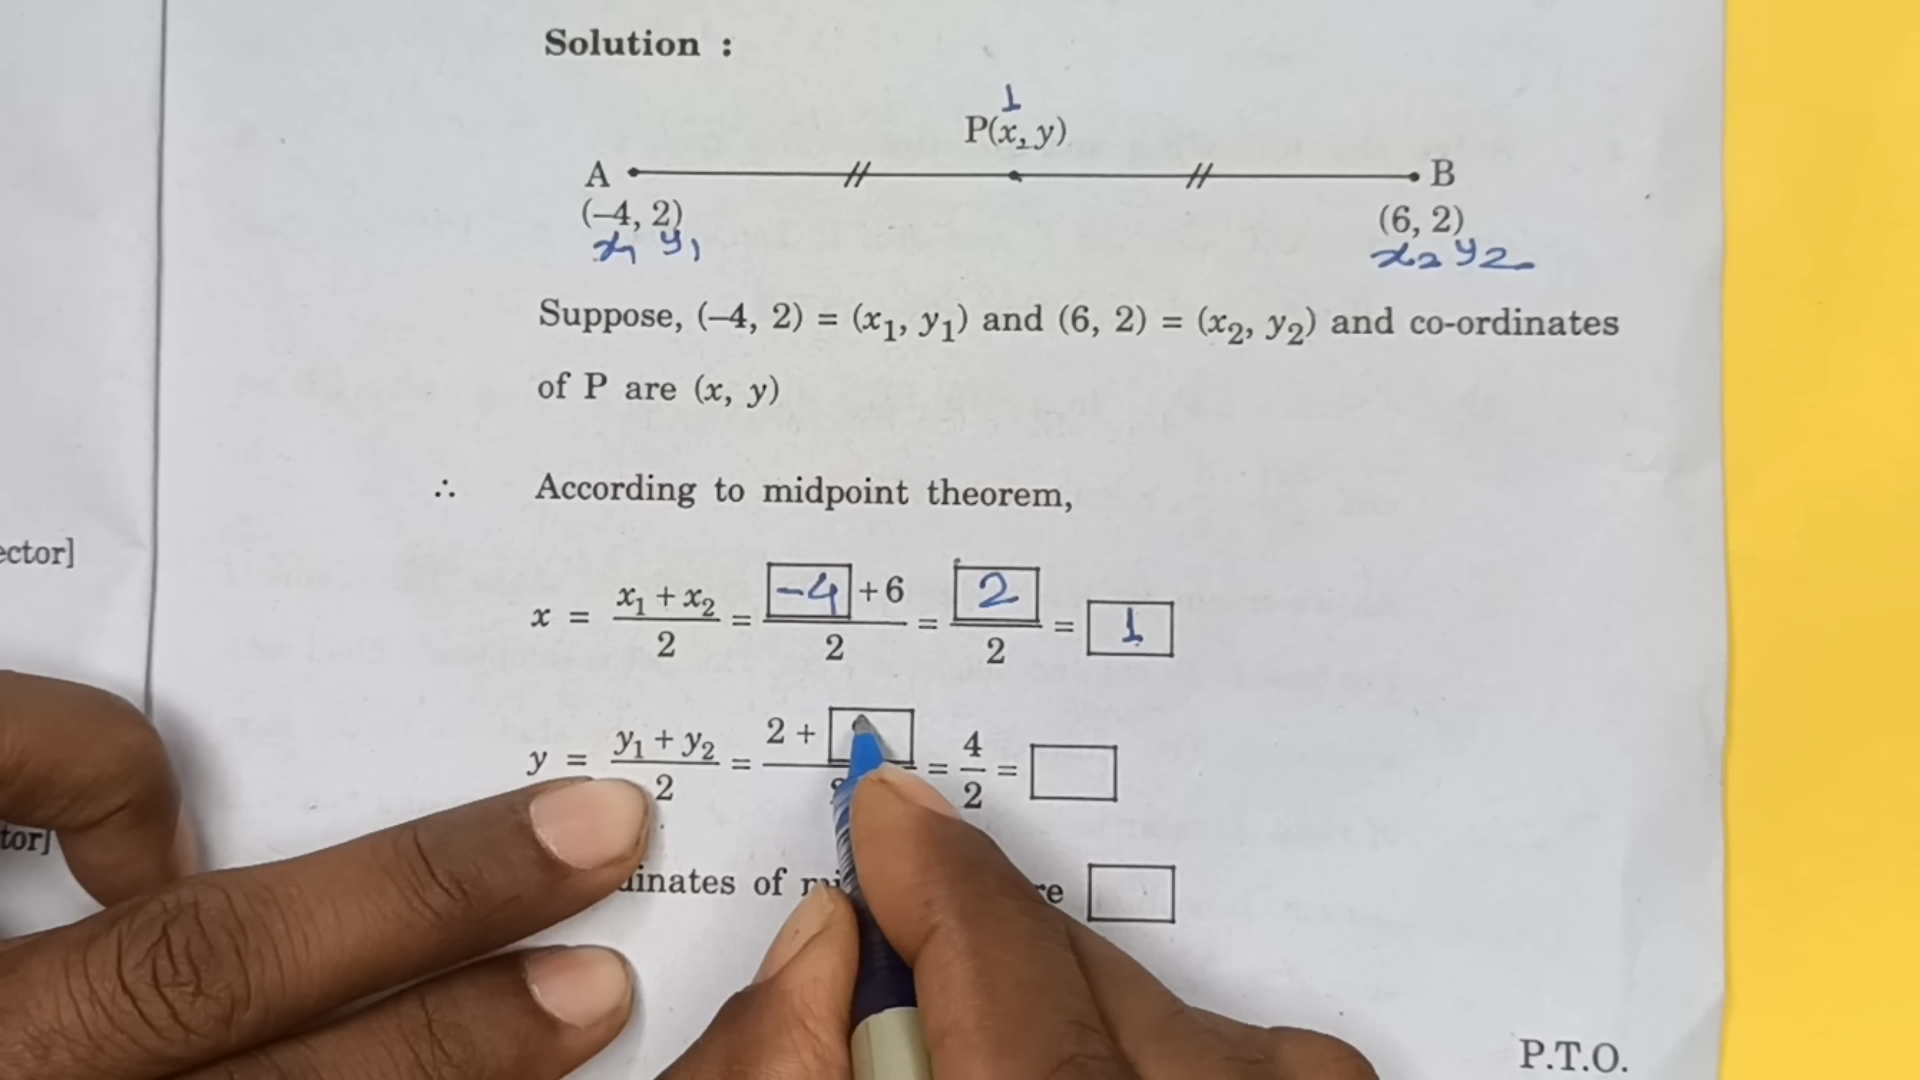 Solution :
1
P(x, y)
A B
(–4, 2) (6, 2)
x1 y1 x2 y2
Suppose, (–4, 2) = (x1, y1) and (6, 2) = (x2, y2) and co-ordinates
of P are (x, y)
∴ According to midpoint theorem,
ector]
x = x1 + x2 / 2 = -4 + 6 / 2 = 2 / 2 = 1
y = y1 + y2 / 2 = 2 + = 4 / 2 =
tor]
dinates of
P.T.O.